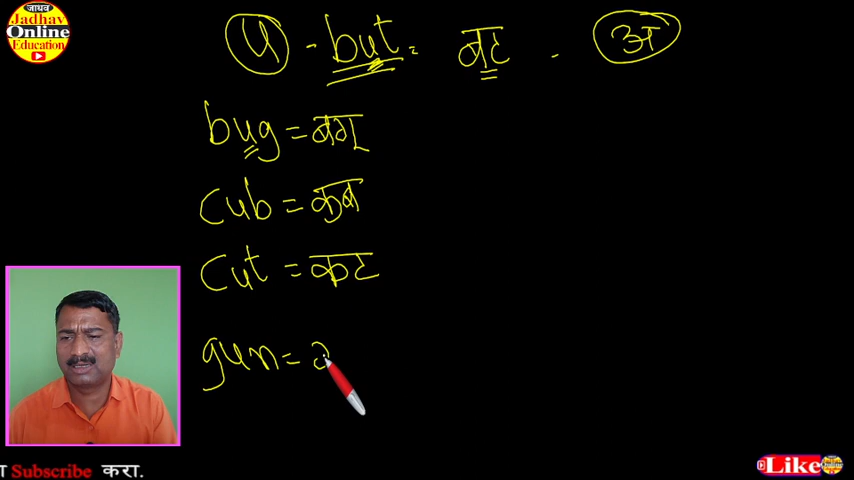 जाधव
Jadhav
Online
Education
u - but = बट - अ
bug = बग्
cub = कब
cut = कट
gun =
Subscribe करा.
Like